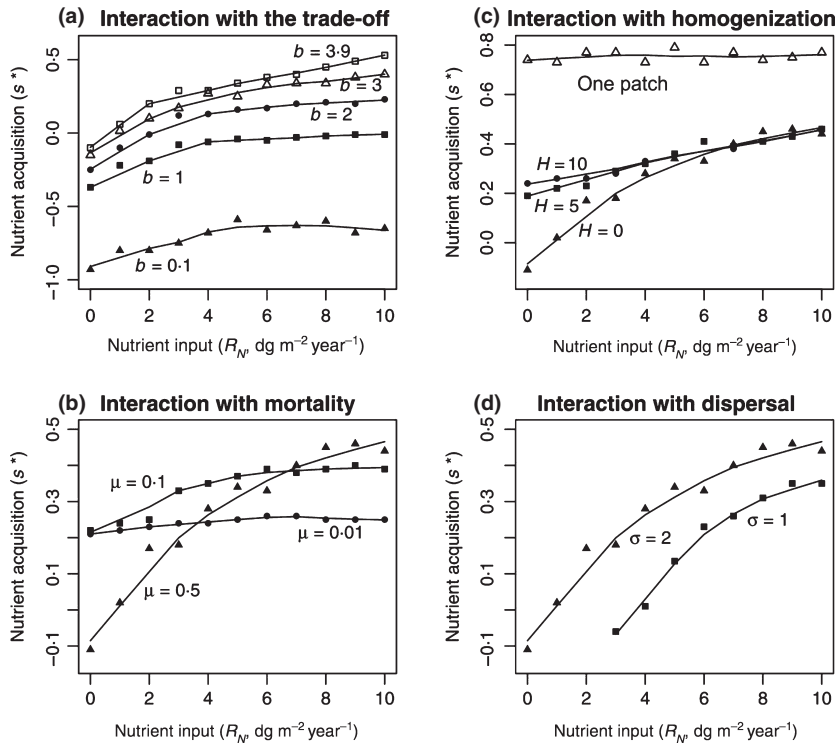 (a) Interaction with the trade-off
Nutrient acquisition (s*)
0·5
0·0
−0·5
−1·0
b = 3·9
b = 3
b = 2
b = 1
b = 0·1
0 2 4 6 8 10
Nutrient input (R_N, dg m⁻² year⁻¹)
(c) Interaction with homogenization
Nutrient acquisition (s*)
0·8
0·6
0·4
0·2
0·0
One patch
H = 10
H = 5
H = 0
0 2 4 6 8 10
Nutrient input (R_N, dg m⁻² year⁻¹)
(b) Interaction with mortality
Nutrient acquisition (s*)
0·5
0·3
0·1
−0·1
μ = 0·1
μ = 0·01
μ = 0·5
0 2 4 6 8 10
Nutrient input (R_N, dg m⁻² year⁻¹)
(d) Interaction with dispersal
Nutrient acquisition (s*)
0·5
0·3
0·1
−0·1
σ = 2
σ = 1
0 2 4 6 8 10
Nutrient input (R_N, dg m⁻² year⁻¹)